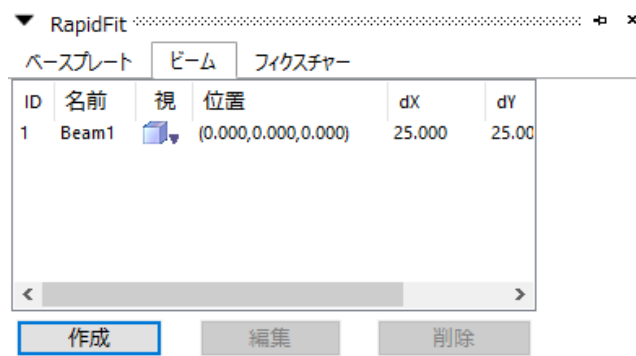 RapidFit
ベースプレート ビーム フィクスチャー
ID 名前 視 位置 dX dY
1 Beam1 (0.000,0.000,0.000) 25.000 25.00
作成 編集 削除